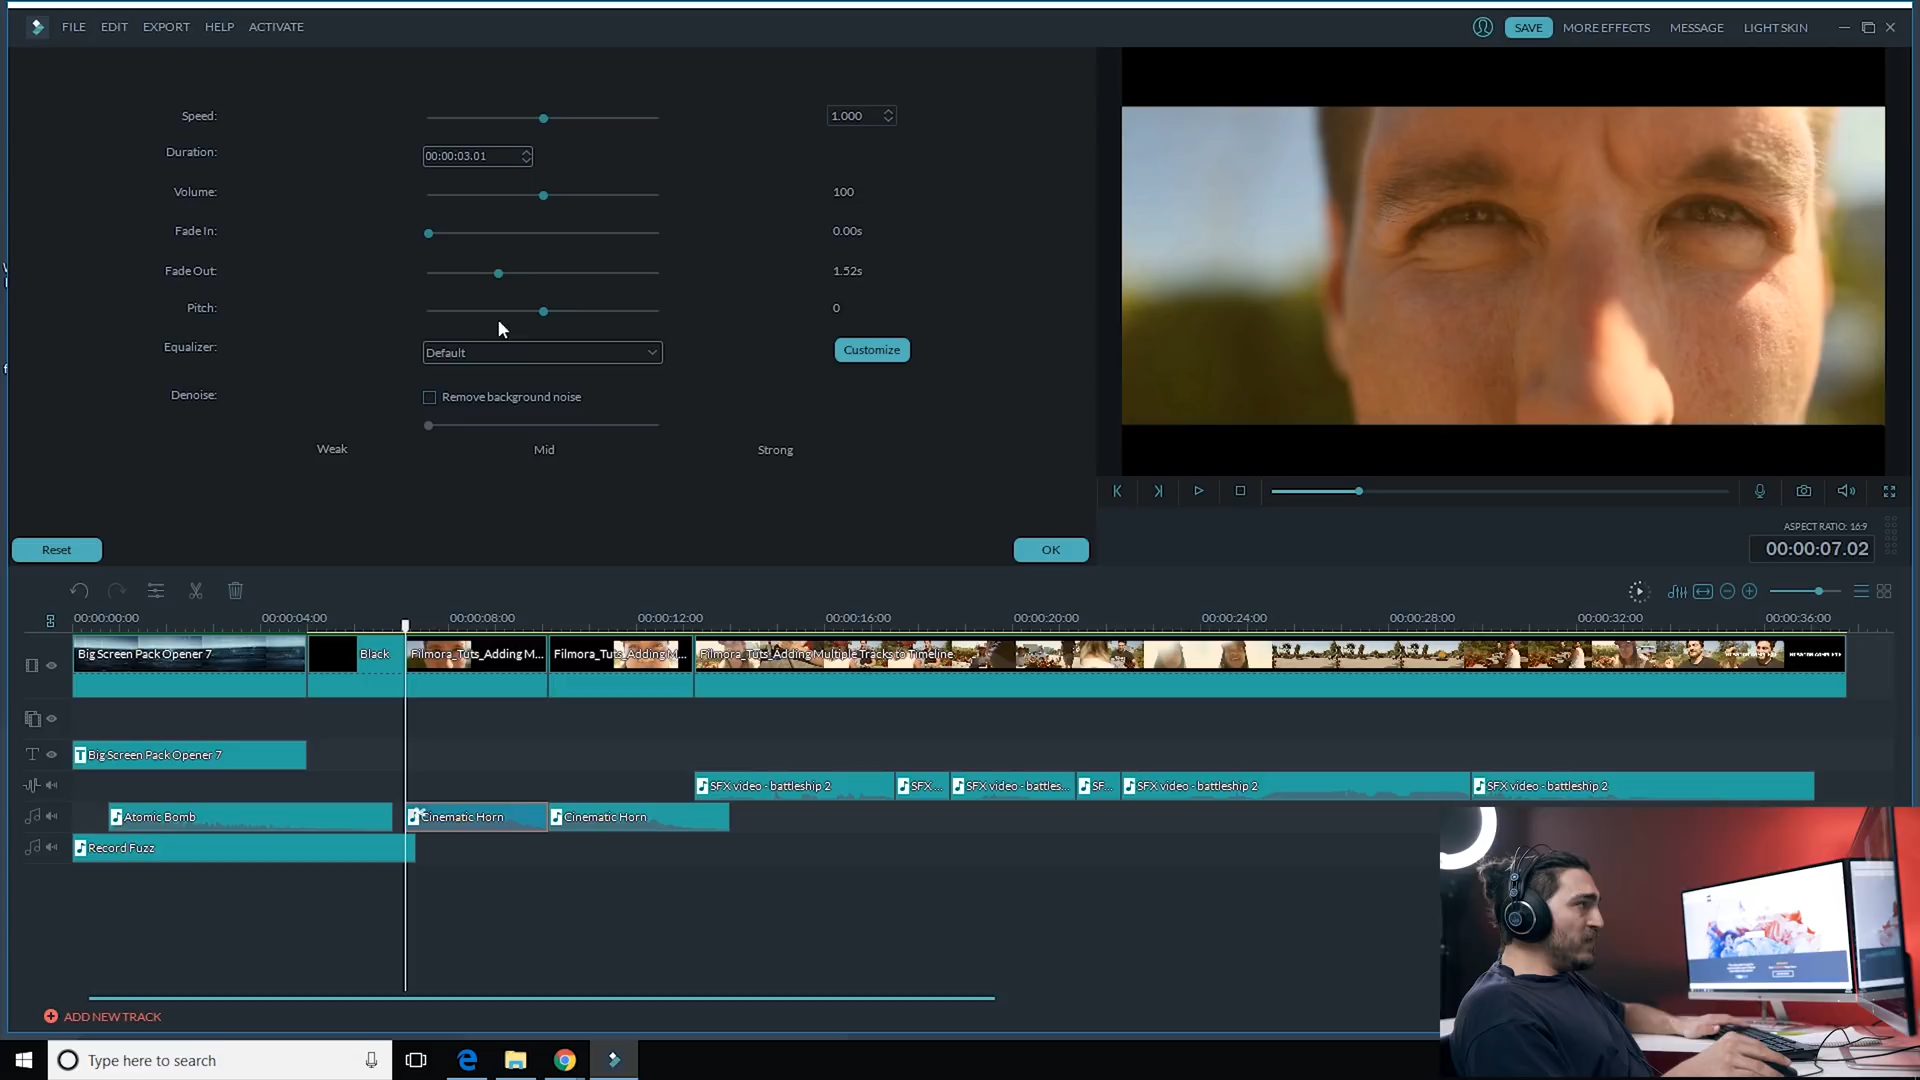 FILE EDIT EXPORT HELP ACTIVATE SAVE MORE EFFECTS MESSAGE LIGHT SKIN
Speed: 1.000
Duration: 00:00:03.01
Volume: 100
Fade In: 0.00s
Fade Out: 1.52s
Pitch: 0
Equalizer: Default Customize
Denoise: Remove background noise
Weak Mid Strong
Reset OK
ASPECT RATIO: 16:9
00:00:07.02
00:00:00:00 00:00:04:00 00:00:08:00 00:00:12:00 00:00:16:00 00:00:20:00 00:00:24:00 00:00:28:00 00:00:32:00 00:00:36:00
Big Screen Pack Opener 7 Black Filmora_Tuts_Adding M... Filmora_Tuts_Adding M... Filmora_Tuts_Adding Multiple Tracks to Timeline
Big Screen Pack Opener 7
SFX video - battleship 2 SFX... SFX video - battles... SF... SFX video - battleship 2 SFX video - battleship 2
Atomic Bomb Cinematic Horn Cinematic Horn
Record Fuzz
ADD NEW TRACK
Type here to search